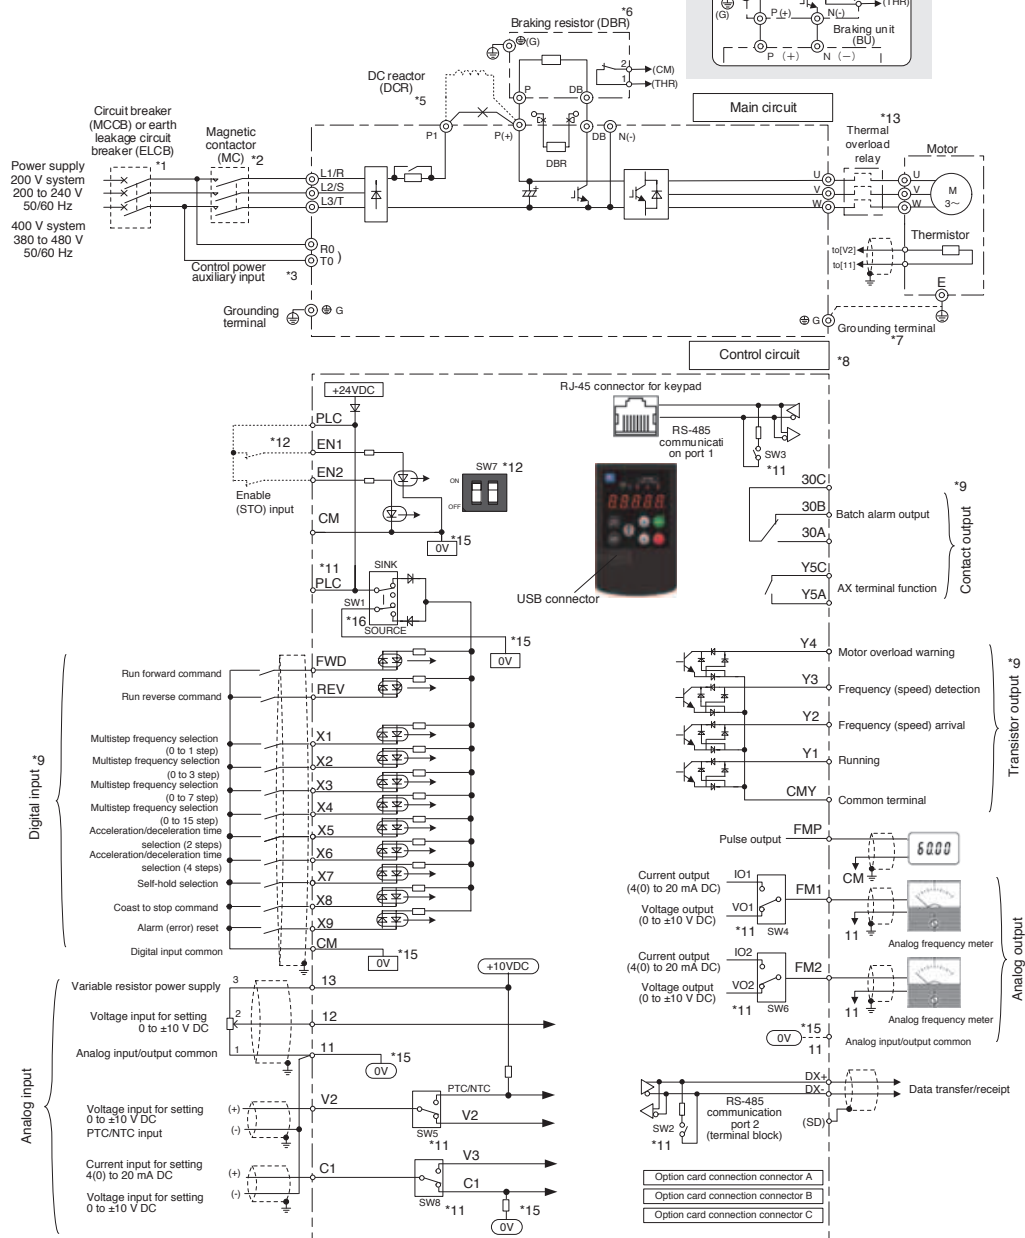 (G)
P (+)
N(-)
(THR)
Braking unit
(BU)
P (+)
N (−)
*6
Braking resistor (DBR)
(G)
DC reactor
(DCR)
*5
2
(CM)
1
(THR)
P
DB
Main circuit
P1
P(+)
DB
N(-)
DBR
Circuit breaker
(MCCB) or earth
leakage circuit
breaker (ELCB)
*1
Magnetic
contactor
(MC)
*2
Power supply
200 V system
200 to 240 V
50/60 Hz
400 V system
380 to 480 V
50/60 Hz
L1/R
L2/S
L3/T
R0
T0 )
Control power
auxiliary input
*3
Grounding
terminal
G
*13
Thermal
overload
relay
Motor
U
V
W
U
V
W
M
3~
Thermistor
to[V2]
to[11]
E
G
Grounding terminal
*7
Control circuit
*8
+24VDC
PLC
*12
EN1
EN2
Enable
(STO) input
CM
SW7
*12
ON
OFF
0V
*15
*11
PLC
SINK
SW1
*16
SOURCE
*15
0V
RJ-45 connector for keypad
RS-485
communicati
on port 1
SW3
*11
USB connector
30C
30B
Batch alarm output
30A
Y5C
AX terminal function
Y5A
*9
Contact output
Digital input *9
Run forward command
FWD
Run reverse command
REV
Multistep frequency selection
(0 to 1 step)
X1
Multistep frequency selection
(0 to 3 step)
X2
Multistep frequency selection
(0 to 7 step)
X3
Multistep frequency selection
(0 to 15 step)
X4
Acceleration/deceleration time
selection (2 steps)
X5
Acceleration/deceleration time
selection (4 steps)
X6
Self-hold selection
X7
Coast to stop command
X8
Alarm (error) reset
X9
Digital input common
CM
0V
*15
Y4
Motor overload warning
Y3
Frequency (speed) detection
Y2
Frequency (speed) arrival
Y1
Running
CMY
Common terminal
Transistor output
*9
Pulse output
FMP
60.00
CM
Current output
(4(0) to 20 mA DC)
IO1
Voltage output
(0 to ±10 V DC)
VO1
*11
SW4
FM1
11
Analog frequency meter
Current output
(4(0) to 20 mA DC)
IO2
Voltage output
(0 to ±10 V DC)
VO2
*11
SW6
FM2
11
Analog frequency meter
0V
*15
11
Analog input/output common
Analog output
Analog input
+10VDC
Variable resistor power supply
3
13
Voltage input for setting
0 to ±10 V DC
2
12
Analog input/output common
1
11
*15
0V
Voltage input for setting
0 to ±10 V DC
PTC/NTC input
(+)
(-)
V2
PTC/NTC
V2
SW5
*11
Current input for setting
4(0) to 20 mA DC
Voltage input for setting
0 to ±10 V DC
(+)
(-)
C1
V3
C1
SW8
*11
*15
0V
DX+
DX-
Data transfer/receipt
(SD)
RS-485
communication
port 2
(terminal block)
SW2
*11
Option card connection connector A
Option card connection connector B
Option card connection connector C